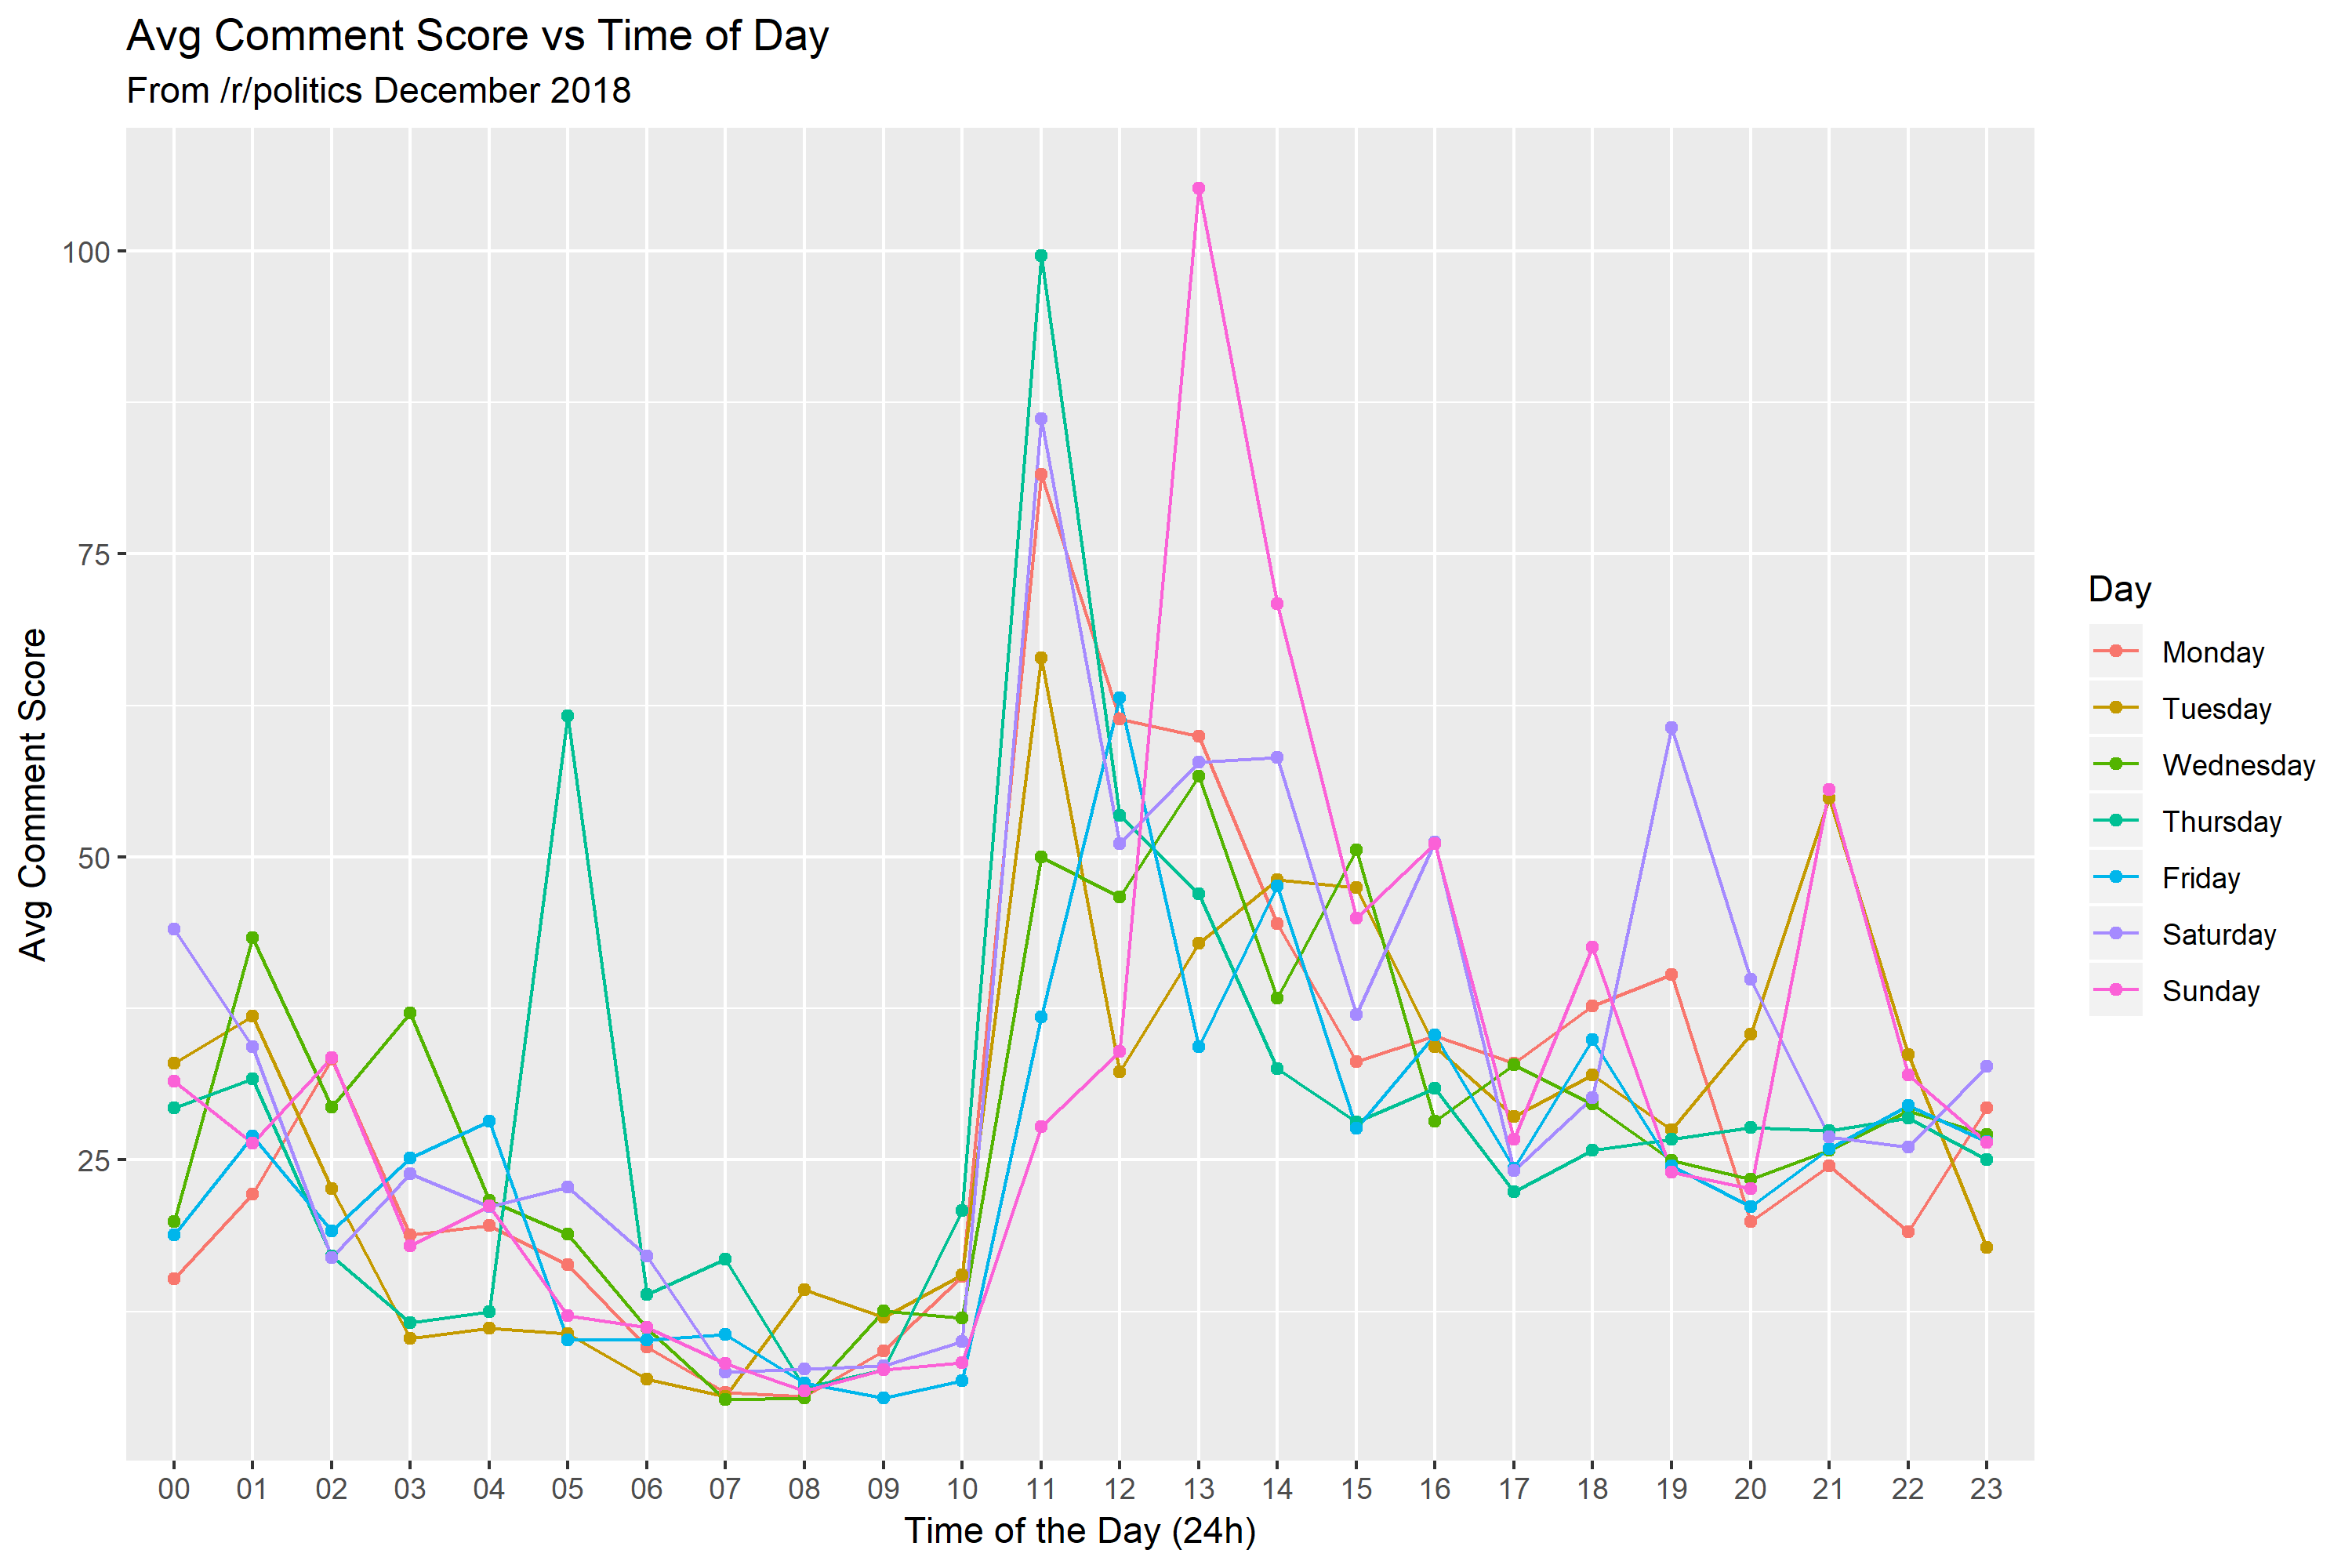 Avg Comment Score vs Time of Day
From /r/politics December 2018
Avg Comment Score
100
75
50
25
00 01 02 03 04 05 06 07 08 09 10 11 12 13 14 15 16 17 18 19 20 21 22 23
Time of the Day (24h)
Day
Monday
Tuesday
Wednesday
Thursday
Friday
Saturday
Sunday